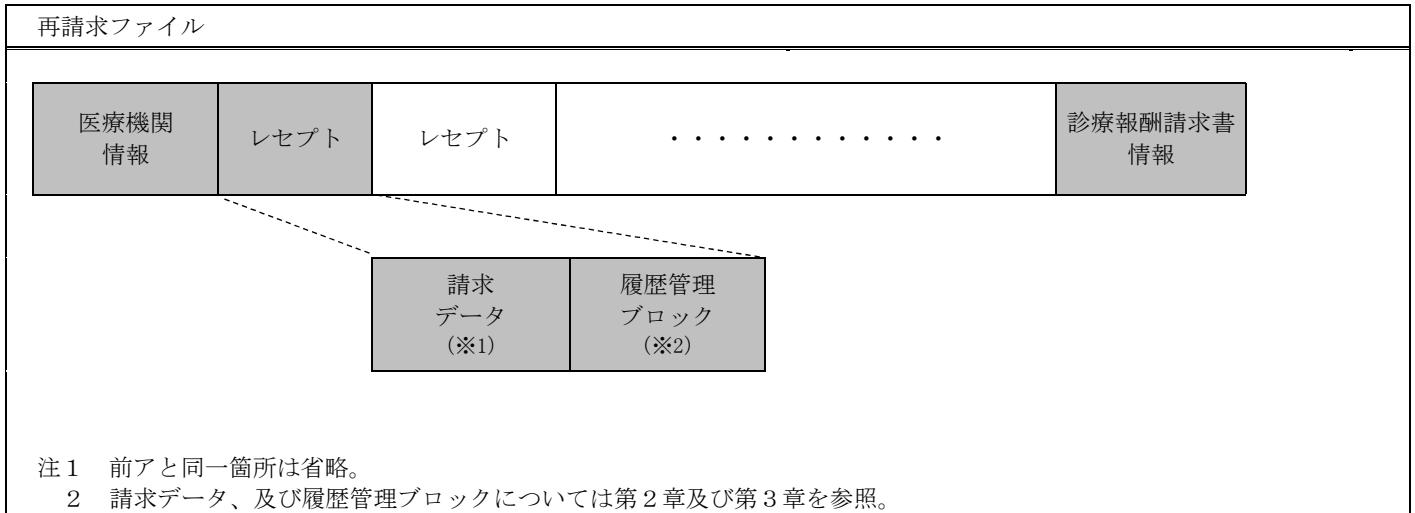 再請求ファイル
医療機関
情報
レセプト
レセプト
・・・・・・・・・・・・
診療報酬請求書
情報
請求
データ
(※1)
履歴管理
ブロック
(※2)
注１　前アと同一箇所は省略。
２　請求データ、及び履歴管理ブロックについては第２章及び第３章を参照。